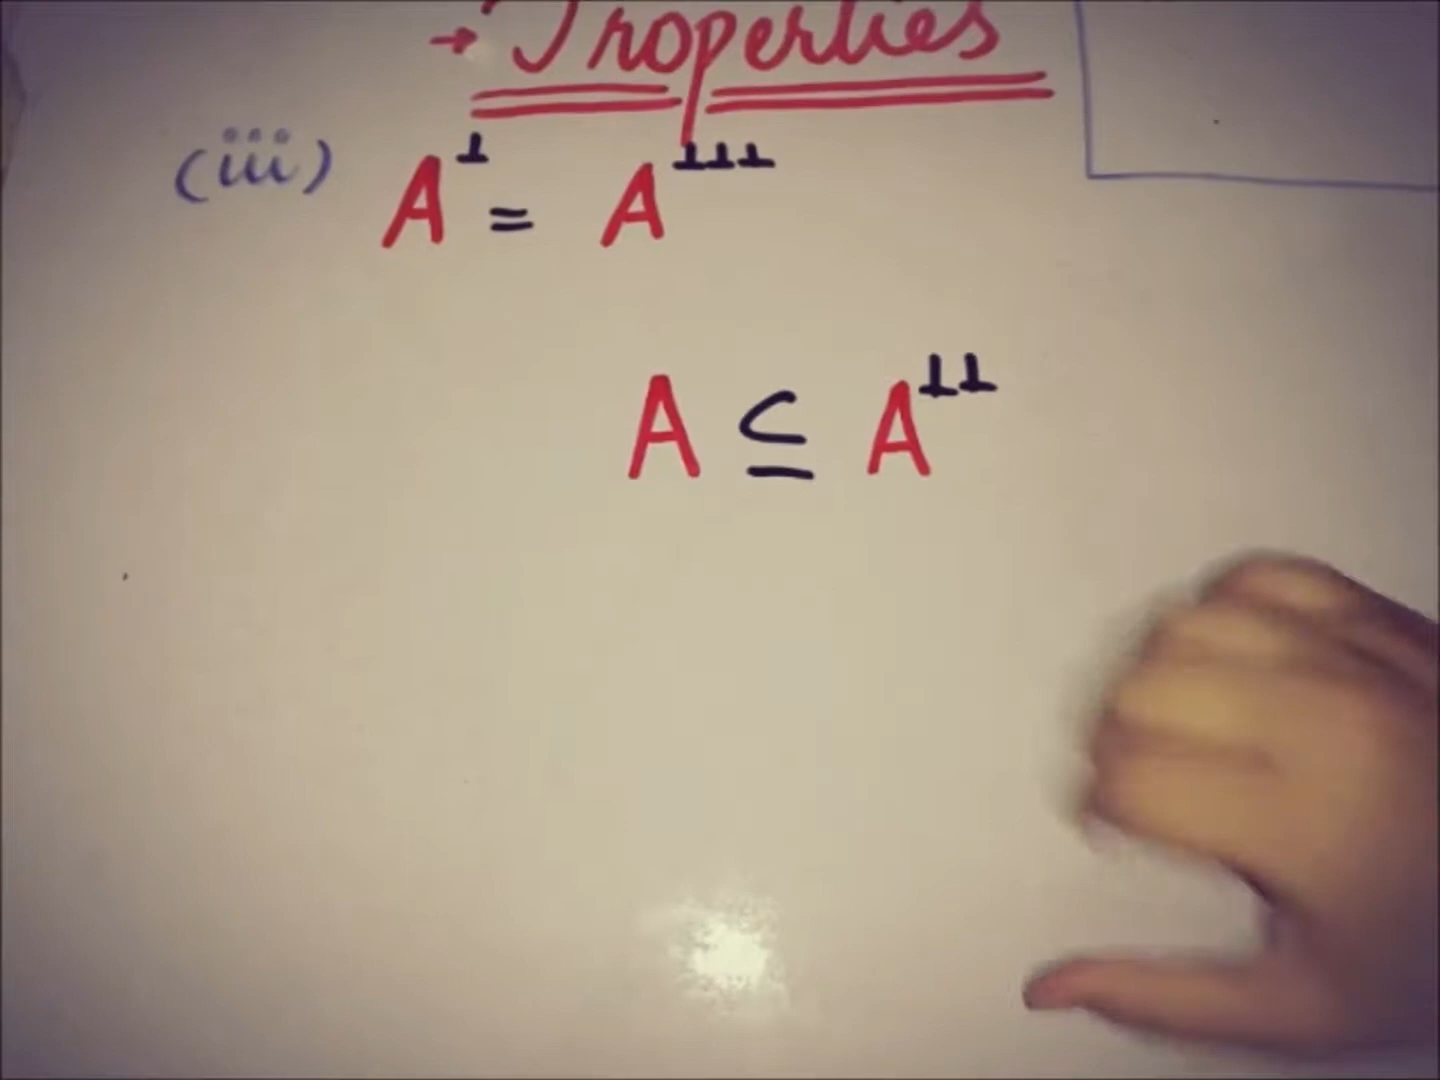 → Properties
(iii) A^⊥ = A^⊥⊥⊥
A ⊆ A^⊥⊥